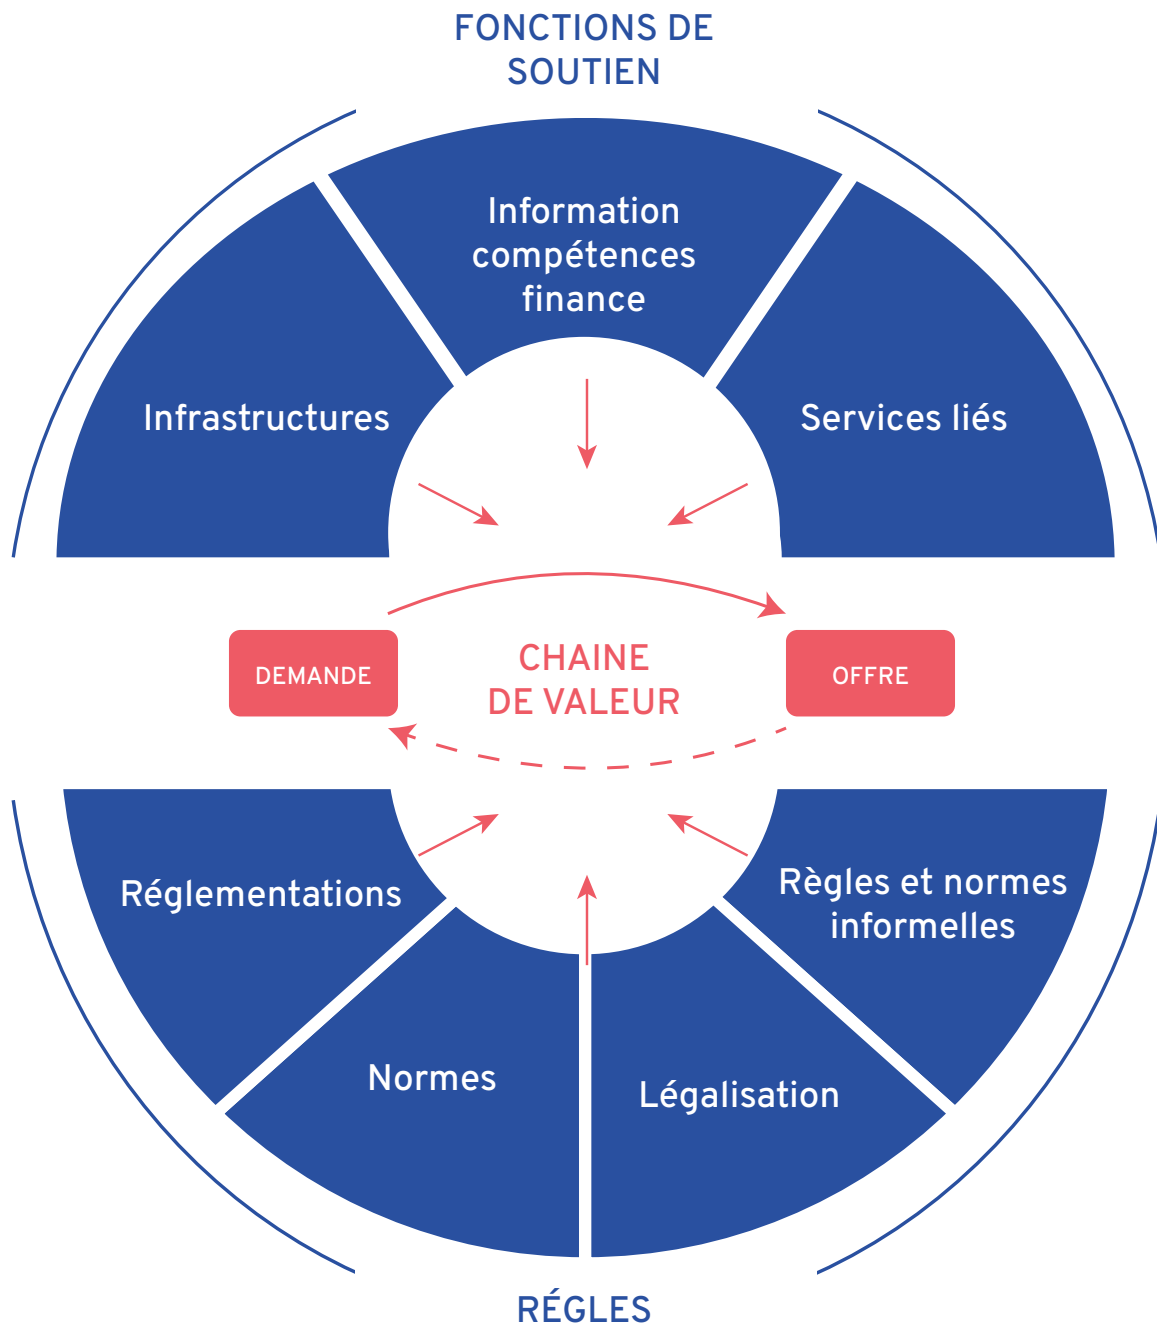 FONCTIONS DE
SOUTIEN
Information
compétences
finance
Infrastructures
Services liés
DEMANDE
CHAINE
DE VALEUR
OFFRE
Réglementations
Règles et normes
informelles
Normes
Légalisation
RÉGLES